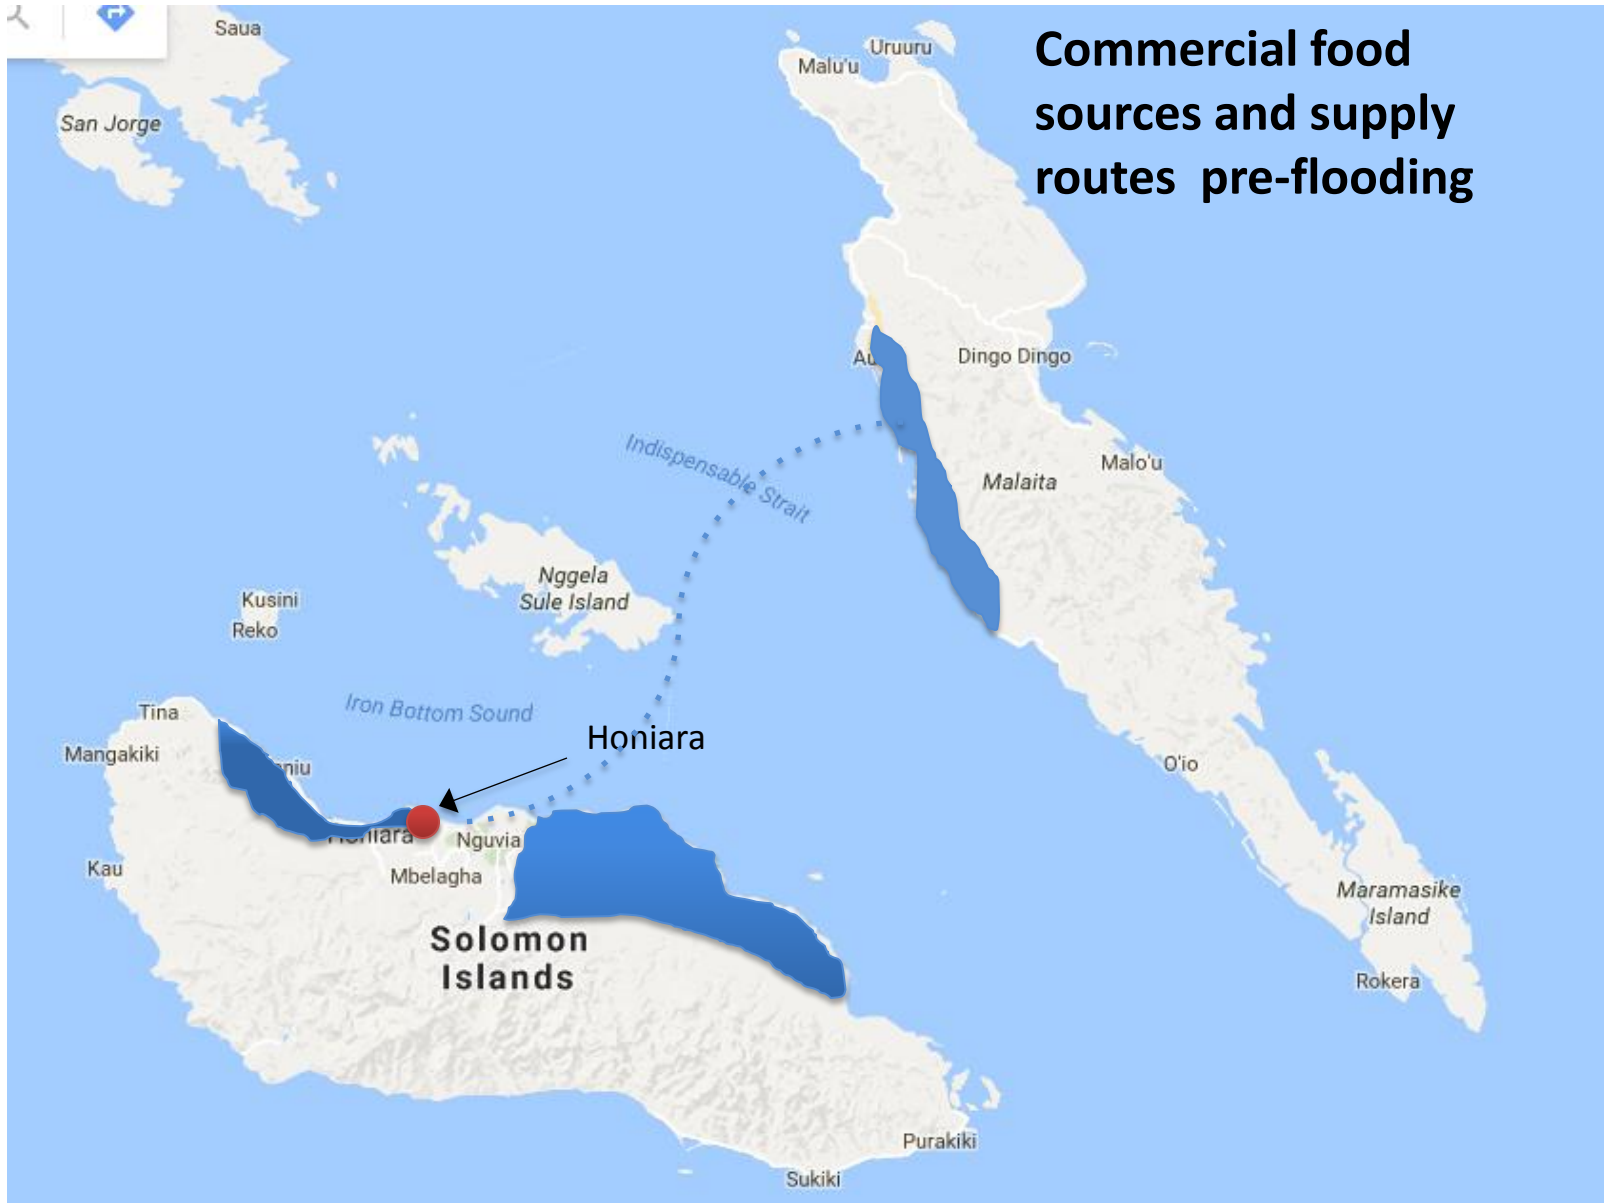 Saua
Uruuru
Malu'u
Commercial food
sources and supply
routes pre-flooding
San Jorge
Dingo Dingo
Indispensable Strait
Malo'u
Malaita
Nggela
Sule Island
Kusini
Reko
Iron Bottom Sound
Tina
Honiara
Mangakiki
O'io
Honiara
Nguvia
Kau
Mbelagha
Maramasike
Island
Solomon
Islands
Rokera
Purakiki
Sukiki